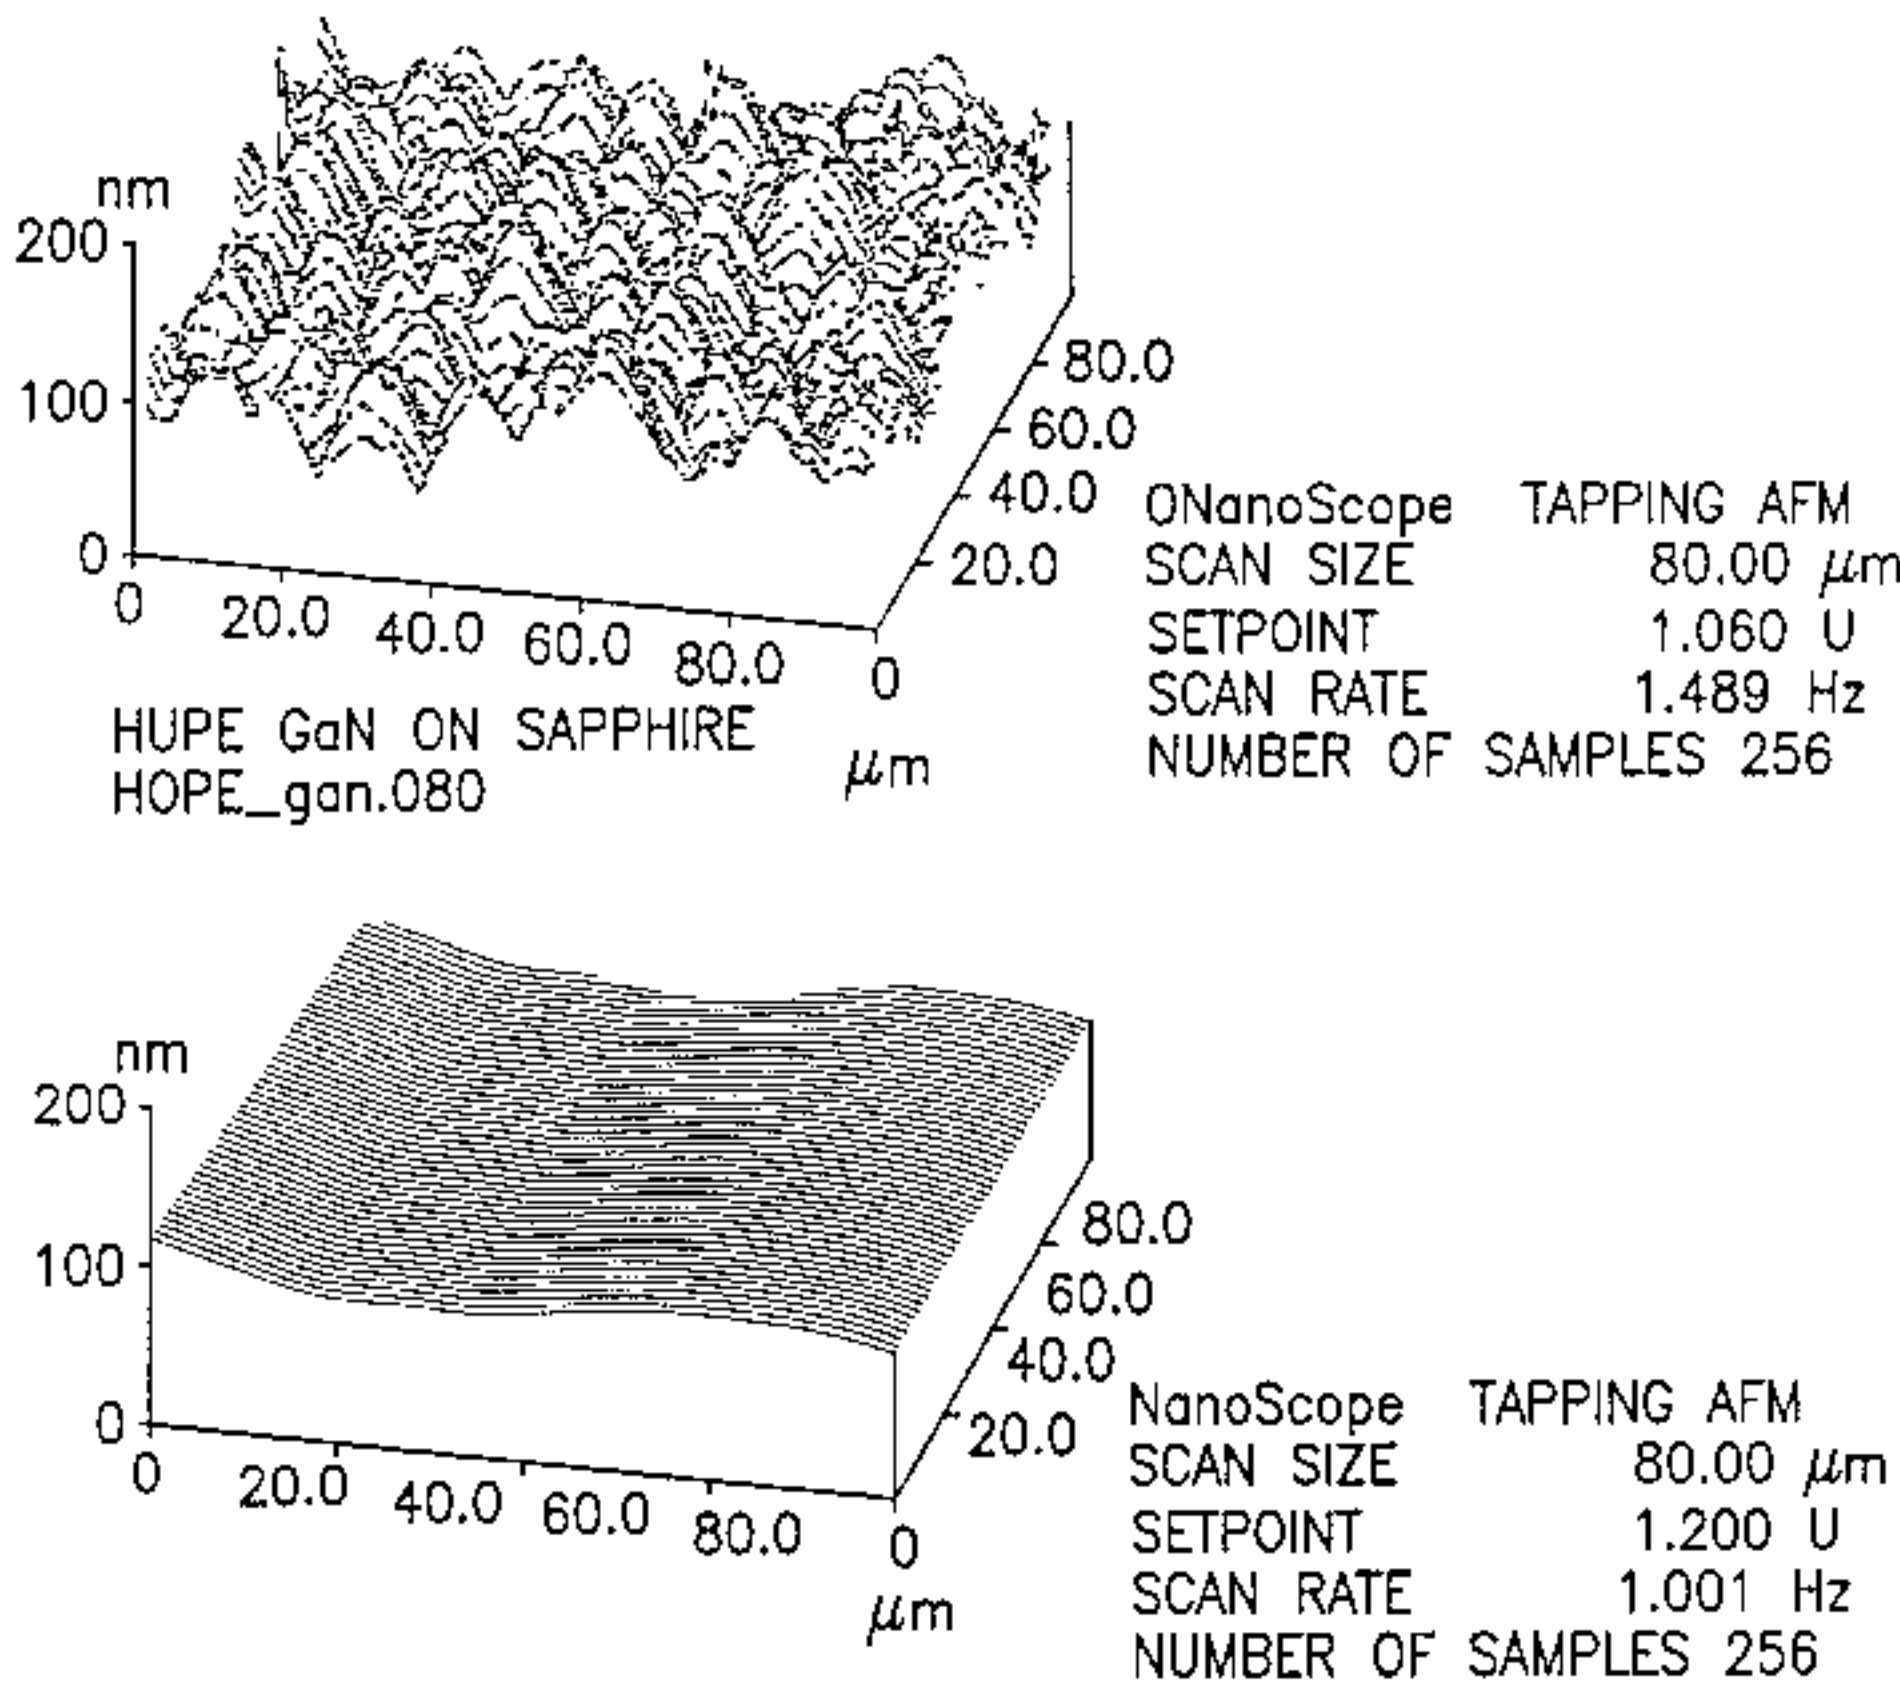 nm
200
100
0
0
20.0
40.0
60.0
80.0
0
20.0
40.0
60.0
80.0
μm
HUPE GaN ON SAPPHIRE
HOPE_gan.080
ONanoScope TAPPING AFM
SCAN SIZE 80.00 μm
SETPOINT 1.060 U
SCAN RATE 1.489 Hz
NUMBER OF SAMPLES 256
nm
200
100
0
0
20.0
40.0
60.0
80.0
0
20.0
40.0
60.0
80.0
μm
NanoScope TAPPING AFM
SCAN SIZE 80.00 μm
SETPOINT 1.200 U
SCAN RATE 1.001 Hz
NUMBER OF SAMPLES 256